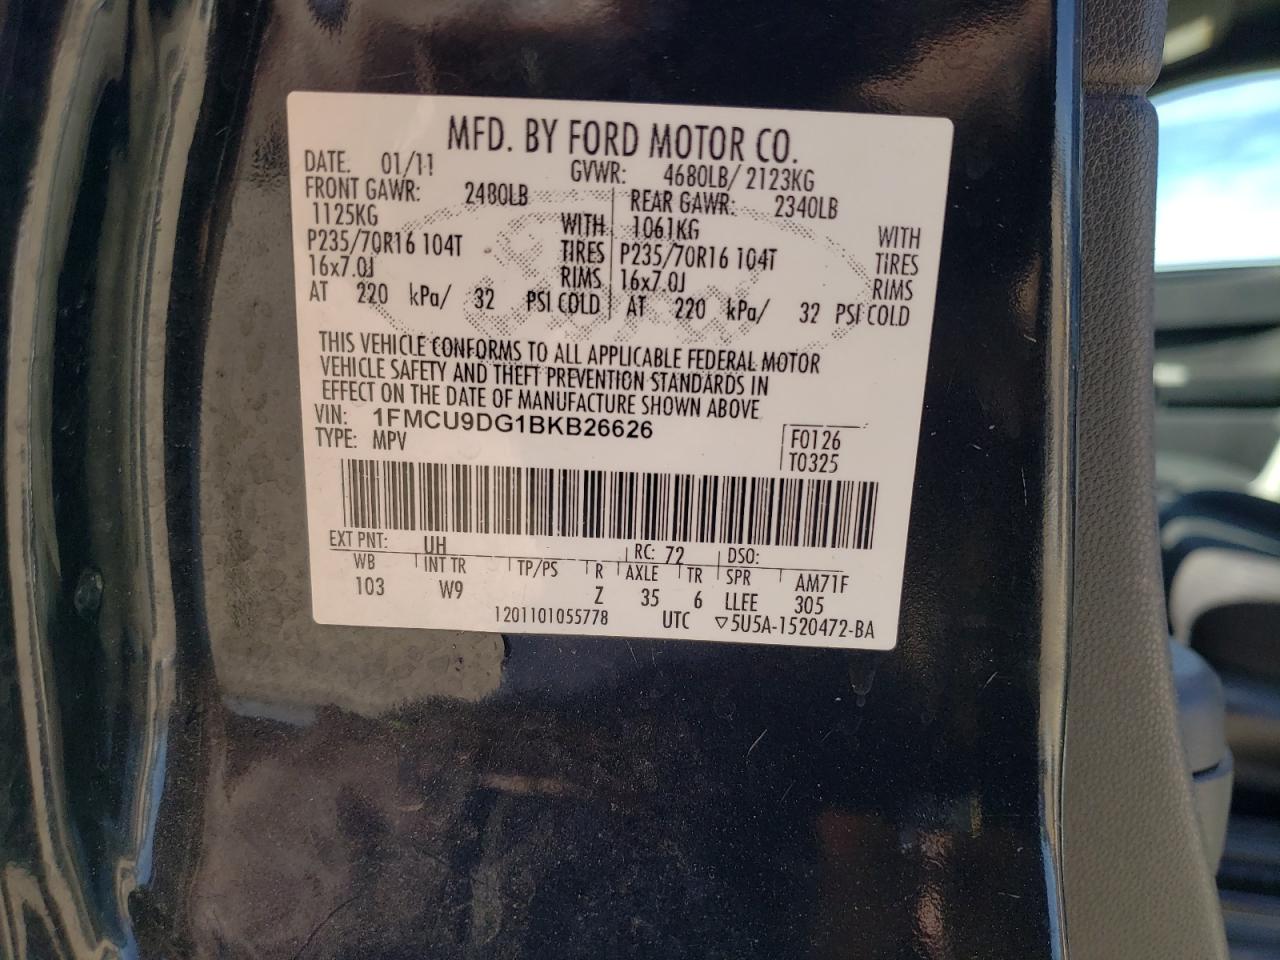 MFD. BY FORD MOTOR CO.
DATE. 01/11 GVWR: 4680LB/ 2123KG
FRONT GAWR: 2480LB REAR GAWR: 2340LB
1125KG WITH 1061KG WITH
P235/70R16 104T TIRES P235/70R16 104T TIRES
16x7.0J RIMS 16x7.0J RIMS
AT 220 kPa/ 32 PSI COLD AT 220 kPa/ 32 PSI COLD
THIS VEHICLE CONFORMS TO ALL APPLICABLE FEDERAL MOTOR
VEHICLE SAFETY AND THEFT PREVENTION STANDARDS IN
EFFECT ON THE DATE OF MANUFACTURE SHOWN ABOVE.
VIN: 1FMCU9DG1BKB26626 F0126
TYPE: MPV T0325
EXT PNT: UH RC: 72 DSO:
WB INT TR TP/PS R AXLE TR SPR AM71F
103 W9 Z 35 6 LLEE 305
1201101055778 UTC ▽5U5A-1520472-BA